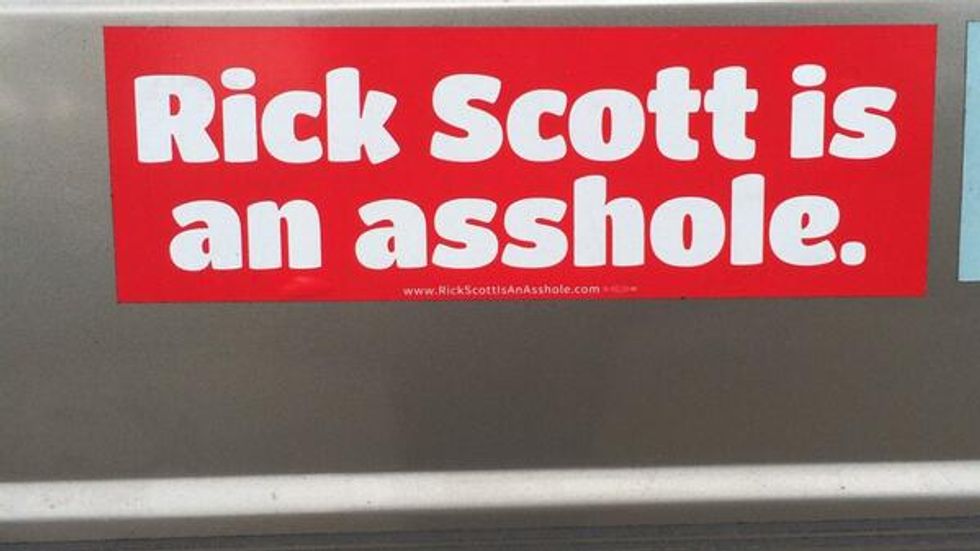 Rick Scott is
an asshole.
www.RickScottIsAnAsshole.com